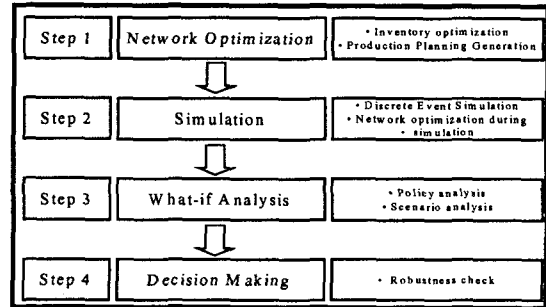 Step 1
Network Optimization
• Inventory optimization
• Production Planning Generation
Step 2
Simulation
• Discrete Event Simulation
• Network optimization during
• simulation
Step 3
What-if Analysis
• Policy analysis
• Scenario analysis
Step 4
Decision Making
• Robustness check